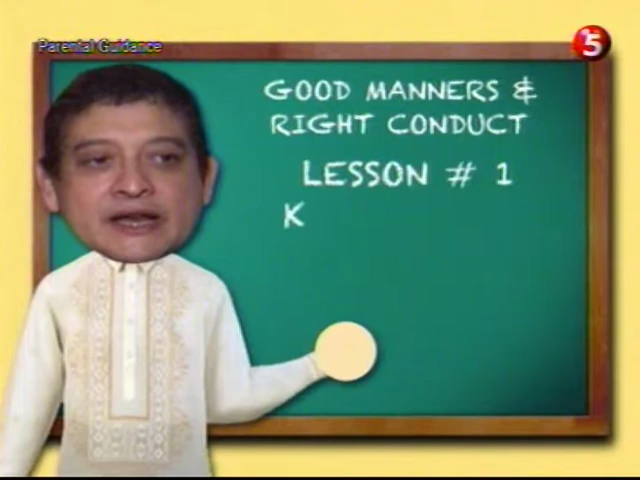 Parental Guidance
5
GOOD MANNERS &
RIGHT CONDUCT
LESSON # 1
K